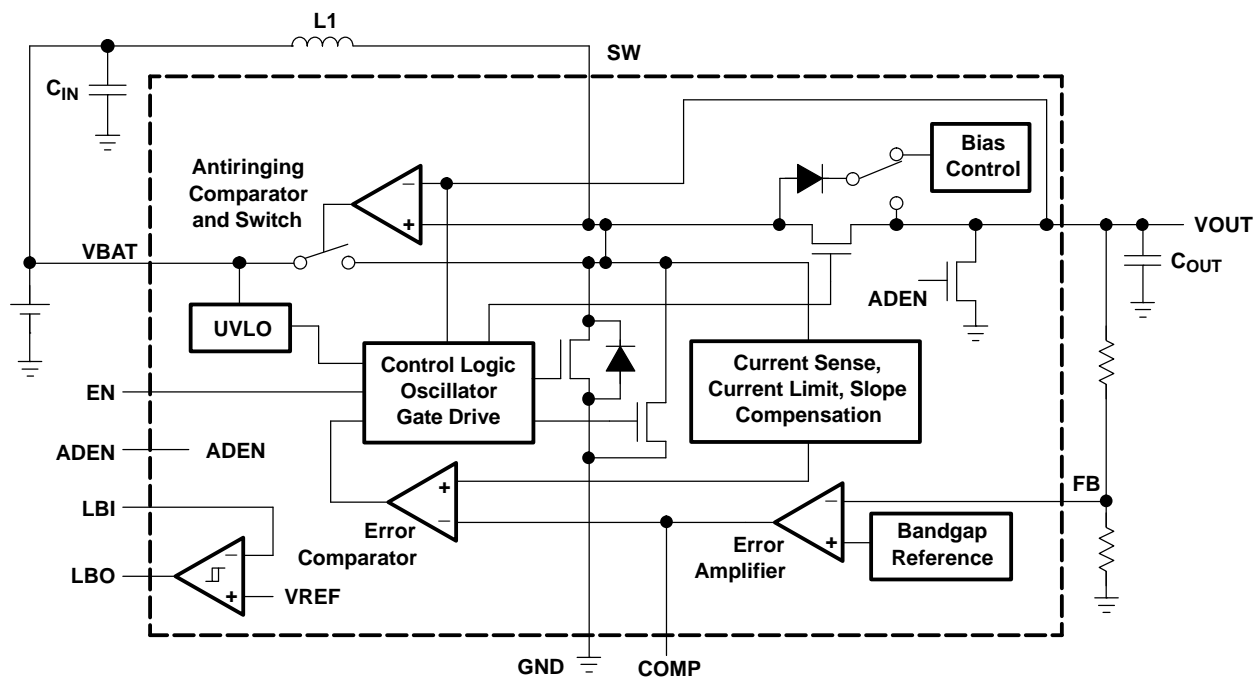 L1
SW
CIN
Antiringing
Comparator
and Switch
−
+
Bias
Control
VBAT
VOUT
COUT
ADEN
UVLO
Control Logic
Oscillator
Gate Drive
Current Sense,
Current Limit, Slope
Compensation
EN
ADEN
ADEN
LBI
LBO
−
+
VREF
+
−
Error
Comparator
−
+
Error
Amplifier
Bandgap
Reference
FB
GND
COMP